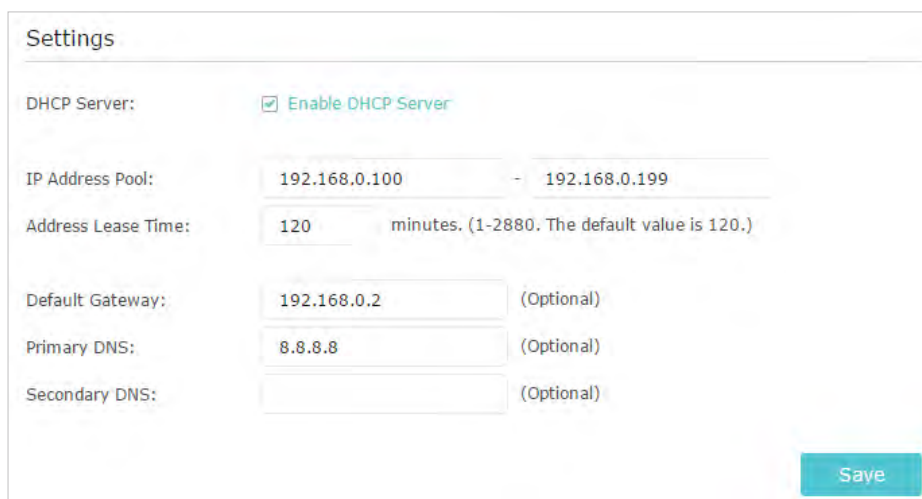 Settings
DHCP Server: Enable DHCP Server
IP Address Pool: 192.168.0.100 - 192.168.0.199
Address Lease Time: 120 minutes. (1-2880. The default value is 120.)
Default Gateway: 192.168.0.2 (Optional)
Primary DNS: 8.8.8.8 (Optional)
Secondary DNS: (Optional)
Save